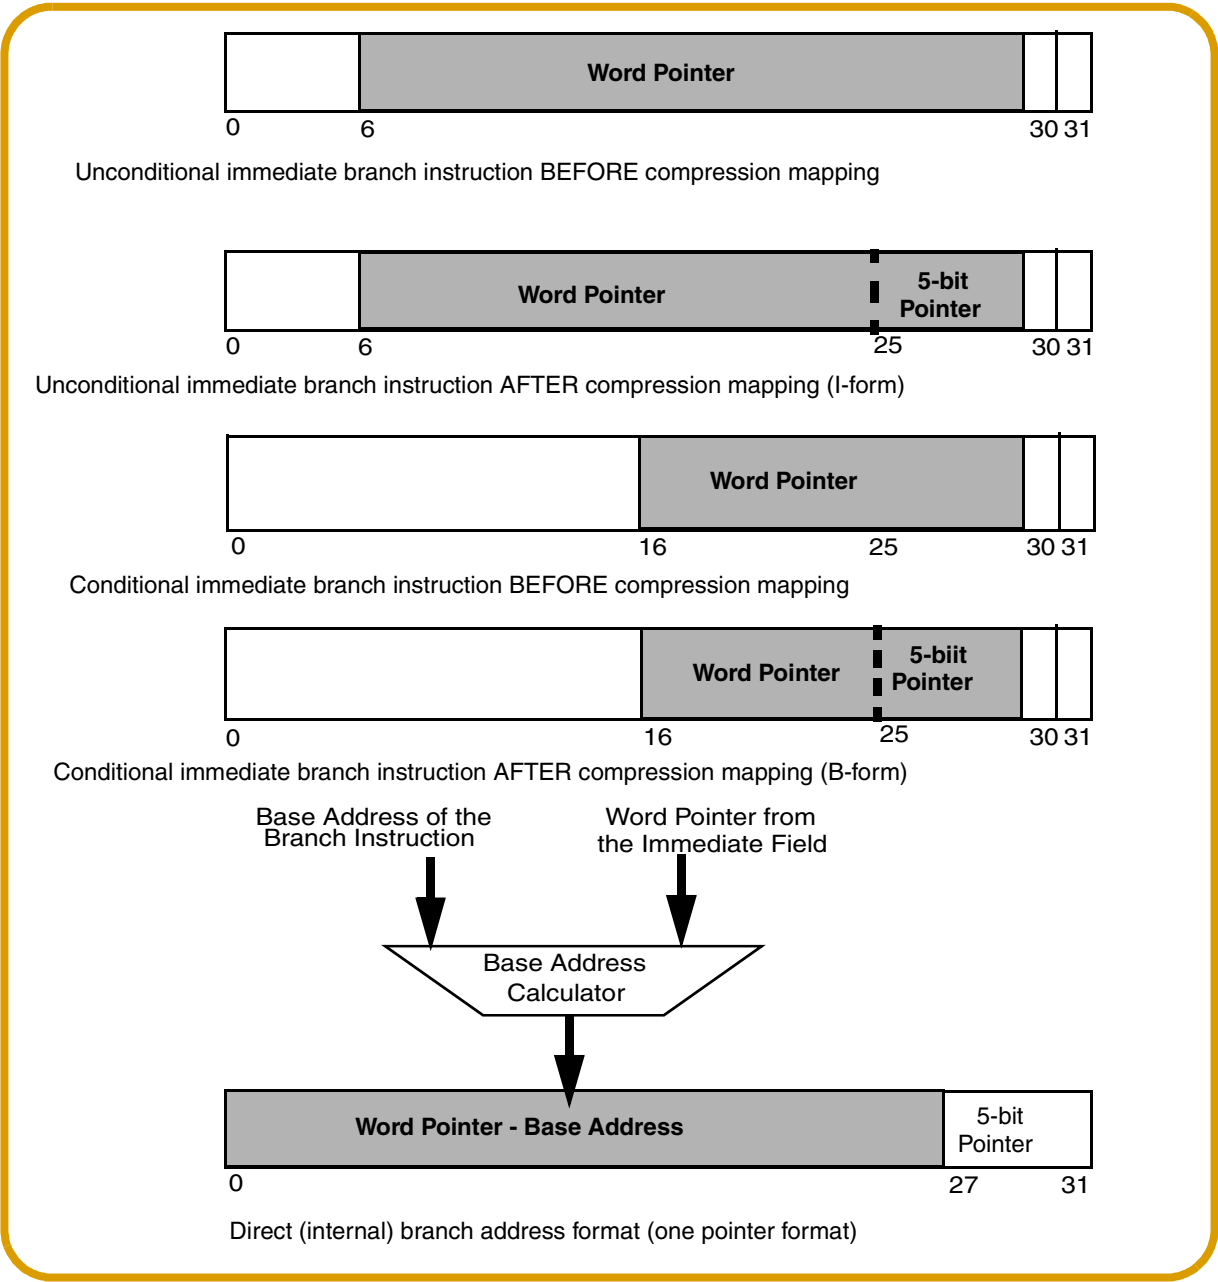 Word Pointer
0 6 30 31
Unconditional immediate branch instruction BEFORE compression mapping
Word Pointer
5-bit
Pointer
0 6 25 30 31
Unconditional immediate branch instruction AFTER compression mapping (I-form)
Word Pointer
0 16 25 30 31
Conditional immediate branch instruction BEFORE compression mapping
Word Pointer
5-biit
Pointer
0 16 25 30 31
Conditional immediate branch instruction AFTER compression mapping (B-form)
Base Address of the
Branch Instruction
Word Pointer from
the Immediate Field
Base Address
Calculator
Word Pointer - Base Address
5-bit
Pointer
0 27 31
Direct (internal) branch address format (one pointer format)